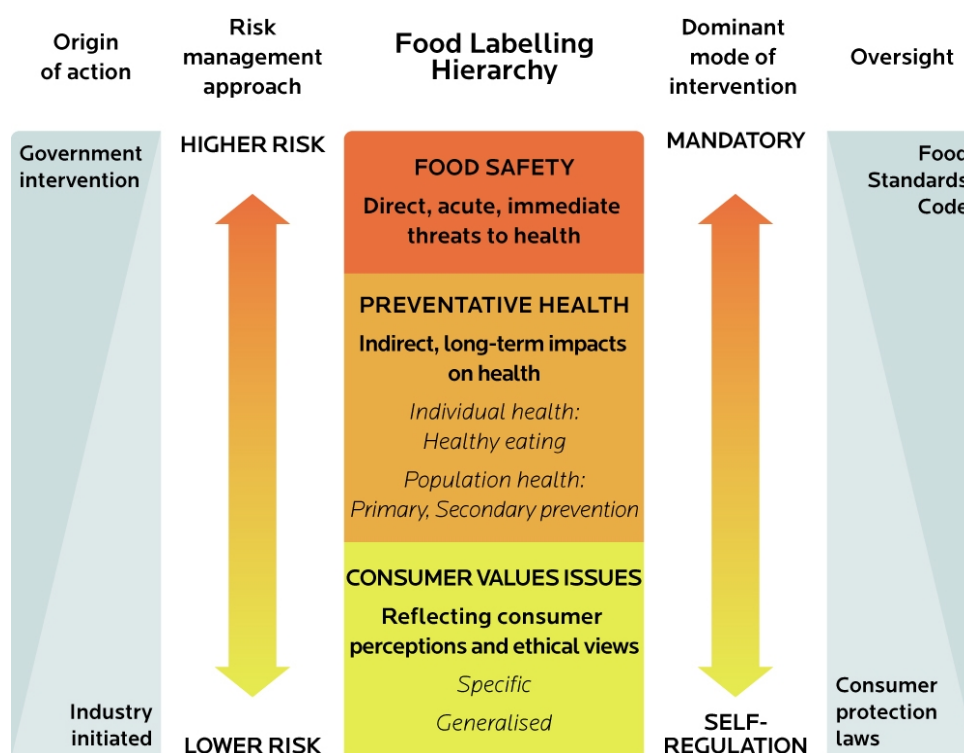 Origin
of action
Risk
management
approach
Food Labelling
Hierarchy
Dominant
mode of
intervention
Oversight
Government
intervention
HIGHER RISK
FOOD SAFETY
Direct, acute, immediate
threats to health
MANDATORY
Food
Standards
Code
PREVENTATIVE HEALTH
Indirect, long-term impacts
on health
Individual health:
Healthy eating
Population health:
Primary, Secondary prevention
CONSUMER VALUES ISSUES
Reflecting consumer
perceptions and ethical views
Specific
Generalised
Industry
initiated
LOWER RISK
SELF-
REGULATION
Consumer
protection
laws